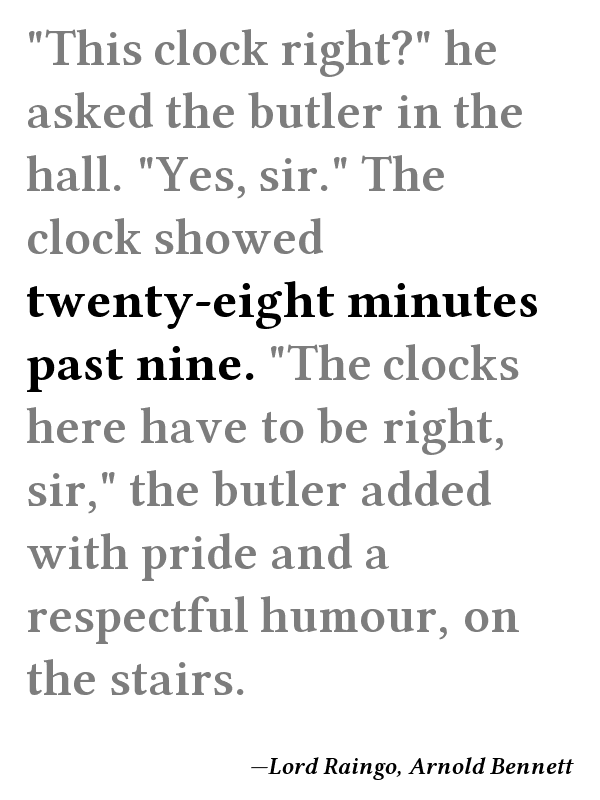 "This clock right?" he
asked the butler in the
hall. "Yes, sir." The
clock showed
twenty-eight minutes
past nine. "The clocks
here have to be right,
sir," the butler added
with pride and a
respectful humour, on
the stairs.
—Lord Raingo, Arnold Bennett